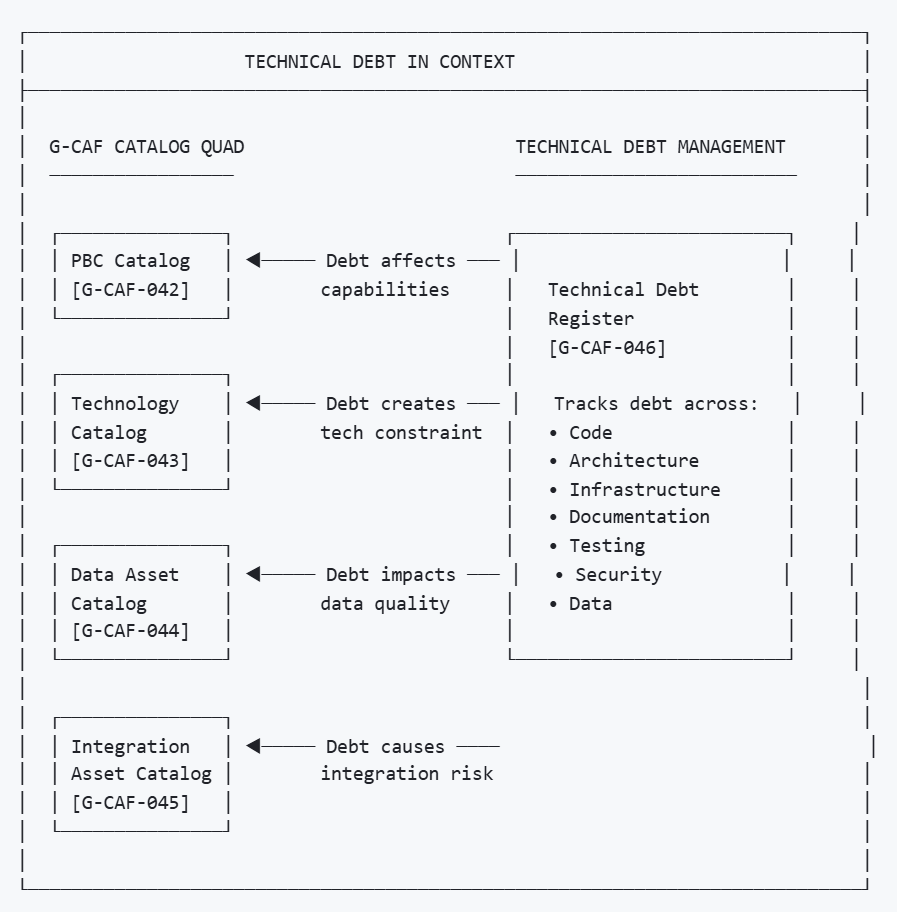 TECHNICAL DEBT IN CONTEXT
G-CAF CATALOG QUAD
TECHNICAL DEBT MANAGEMENT
PBC Catalog
[G-CAF-042]
Debt affects
capabilities
Technology
Catalog
[G-CAF-043]
Debt creates
tech constraint
Data Asset
Catalog
[G-CAF-044]
Debt impacts
data quality
Integration
Asset Catalog
[G-CAF-045]
Debt causes
integration risk
Technical Debt
Register
[G-CAF-046]
Tracks debt across:
• Code
• Architecture
• Infrastructure
• Documentation
• Testing
• Security
• Data